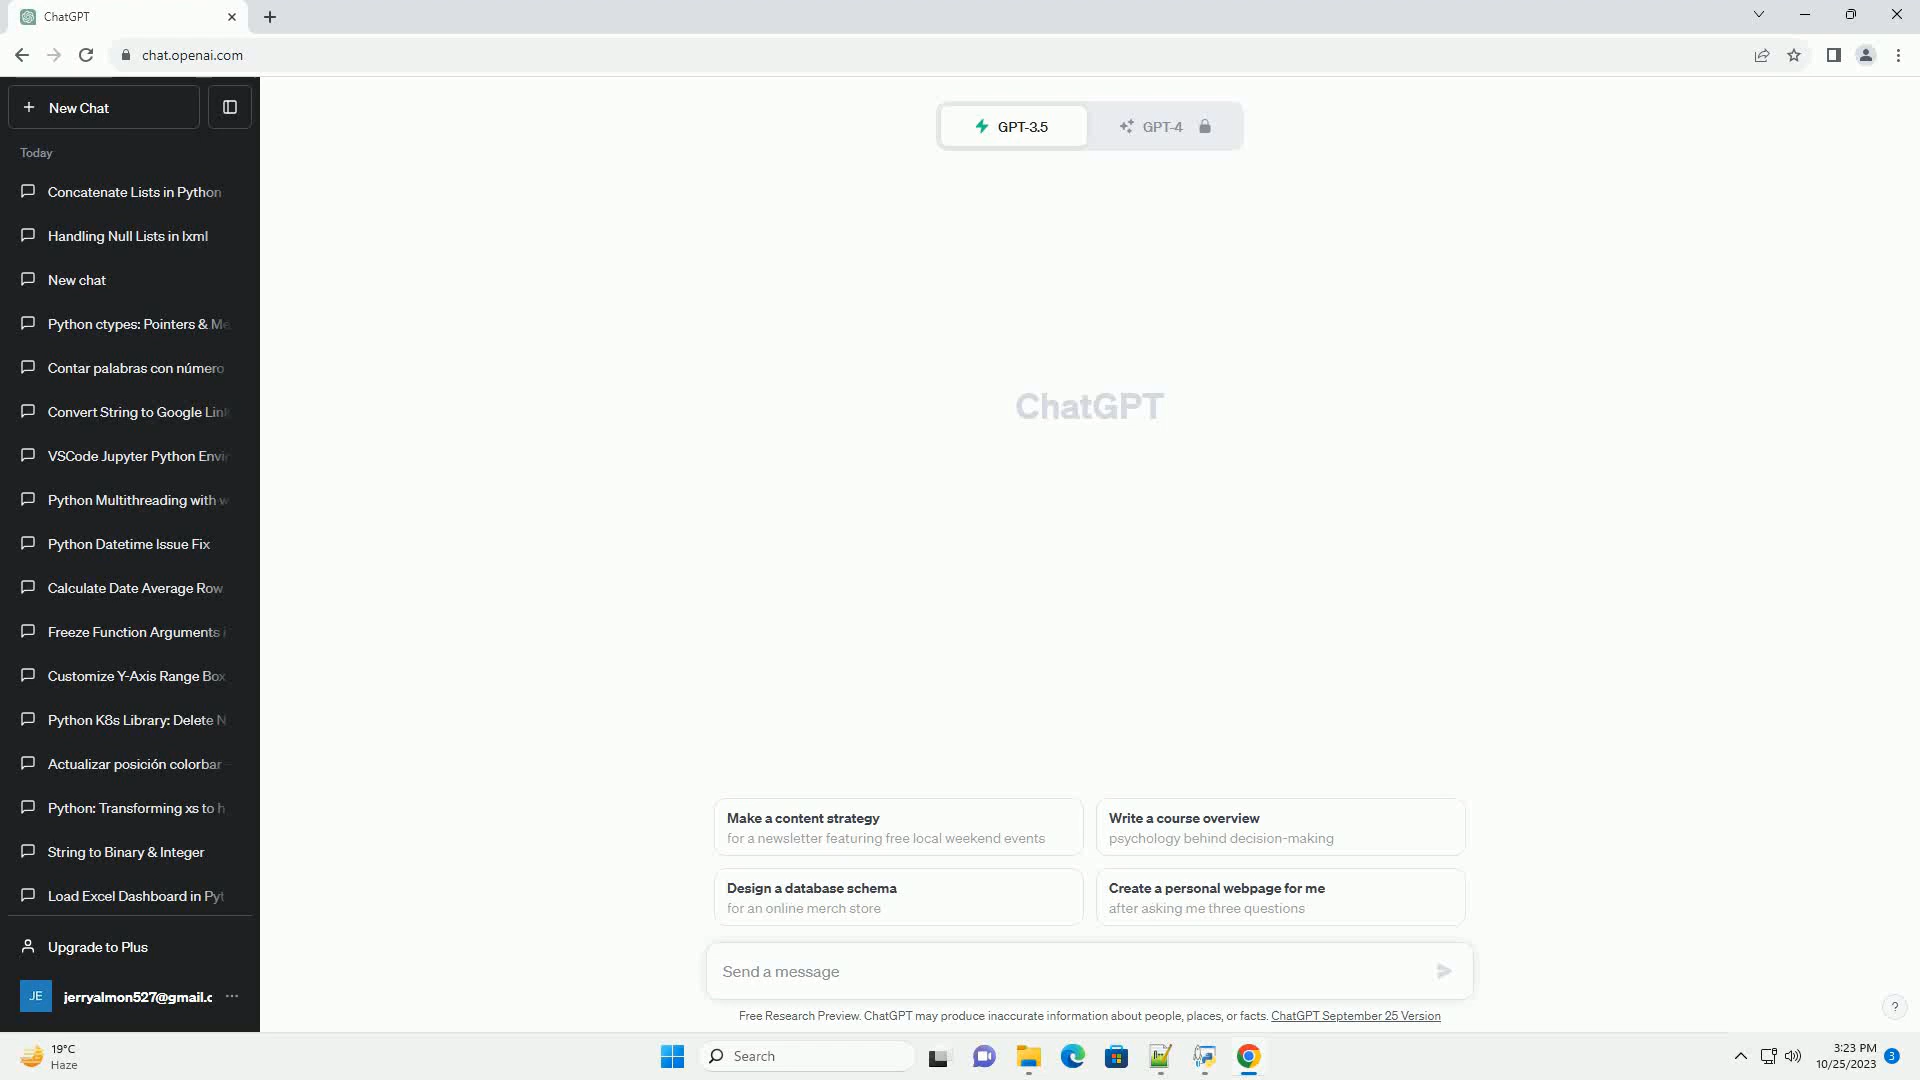 ChatGPT
chat.openai.com
New Chat
GPT-3.5
GPT-4
Today
Concatenate Lists in Python
Handling Null Lists in lxml
New chat
Python ctypes: Pointers & Me
Contar palabras con número
Convert String to Google Lin
VSCode Jupyter Python Envi
Python Multithreading with w
Python Datetime Issue Fix
Calculate Date Average Row
Freeze Function Arguments
Customize Y-Axis Range Box
Python K8s Library: Delete N
Actualizar posición colorbar
Python: Transforming xs to h
String to Binary & Integer
Load Excel Dashboard in Pyt
Upgrade to Plus
JE
jerryalmon527@gmail.c
ChatGPT
Make a content strategy
for a newsletter featuring free local weekend events
Write a course overview
psychology behind decision-making
Design a database schema
for an online merch store
Create a personal webpage for me
after asking me three questions
Send a message
Free Research Preview. ChatGPT may produce inaccurate information about people, places, or facts. ChatGPT September 25 Version
?
19°C
Haze
Search
3:23 PM
10/25/2023
3